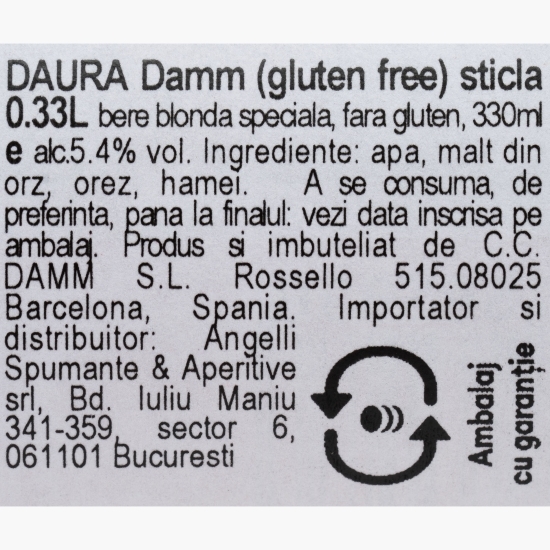 DAURA Damm (gluten free) sticla
0.33L bere blonda speciala, fara gluten, 330ml
e alc.5.4% vol. Ingrediente: apa, malt din
orz, orez, hamei. A se consuma, de
preferinta, pana la finalul: vezi data inscrisa pe
ambalaj. Produs si imbuteliat de C.C.
DAMM S.L. Rossello 515.08025
Barcelona, Spania. Importator si
distribuitor: Angelli
Spumante & Aperitive
srl, Bd. Iuliu Maniu
341-359, sector 6,
061101 Bucuresti
Ambalaj
cu garanție